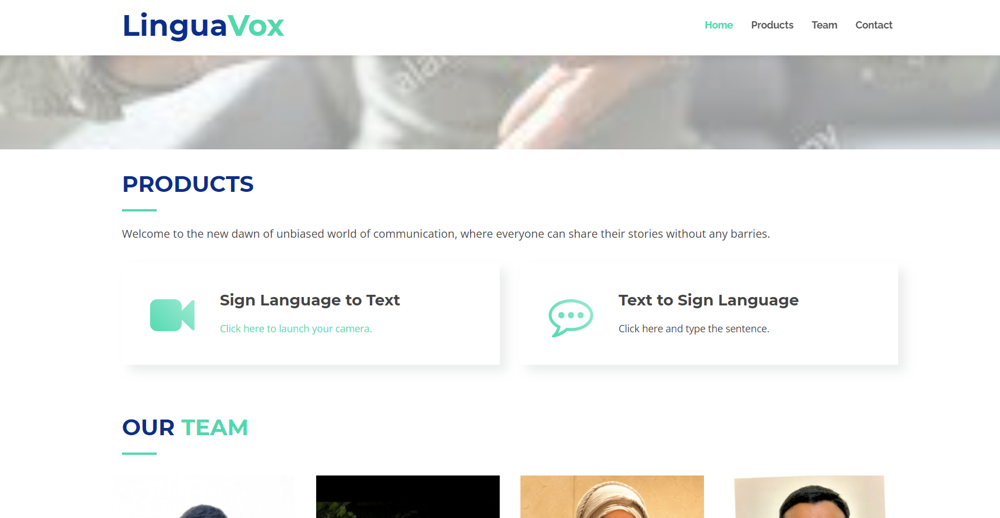 LinguaVox
Home Products Team Contact
PRODUCTS
Welcome to the new dawn of unbiased world of communication, where everyone can share their stories without any barries.
Sign Language to Text
Click here to launch your camera.
Text to Sign Language
Click here and type the sentence.
OUR TEAM